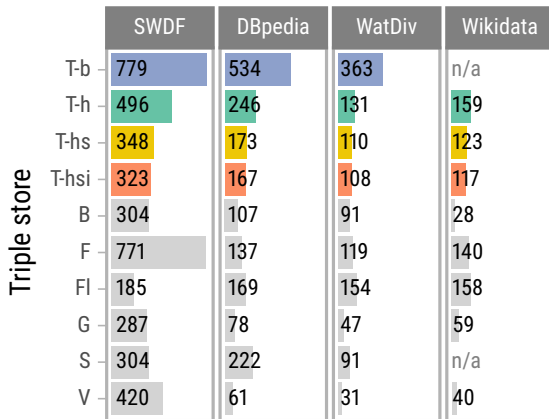 SWDF DBpedia WatDiv Wikidata
T-b 779 534 363 n/a
T-h 496 246 131 159
T-hs 348 173 110 123
T-hsi 323 167 108 117
B 304 107 91 28
F 771 137 119 140
Fl 185 169 154 158
G 287 78 47 59
S 304 222 91 n/a
V 420 61 31 40
Triple store